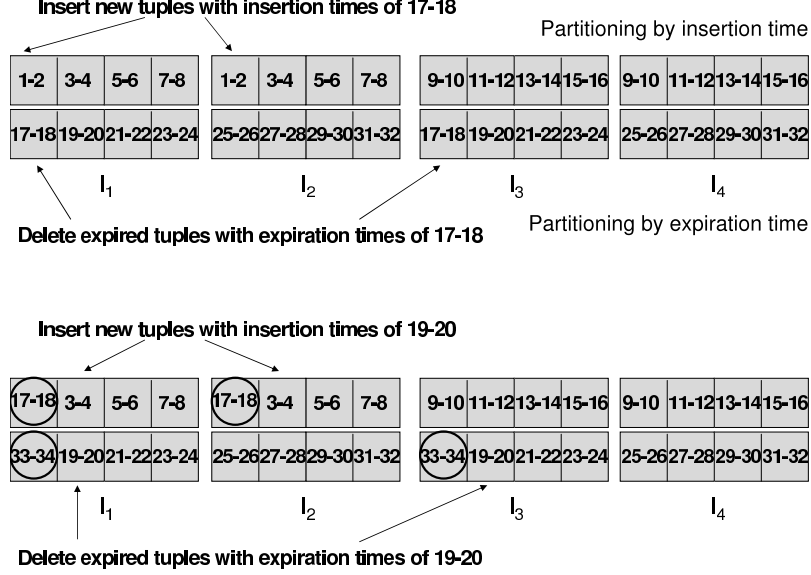 Insert new tuples with insertion times of 17-18
Partitioning by insertion time
1-2 3-4 5-6 7-8 1-2 3-4 5-6 7-8 9-10 11-12 13-14 15-16 9-10 11-12 13-14 15-16
17-18 19-20 21-22 23-24 25-26 27-28 29-30 31-32 17-18 19-20 21-22 23-24 25-26 27-28 29-30 31-32
I1 I2 I3 I4
Delete expired tuples with expiration times of 17-18
Partitioning by expiration time
Insert new tuples with insertion times of 19-20
17-18 3-4 5-6 7-8 17-18 3-4 5-6 7-8 9-10 11-12 13-14 15-16 9-10 11-12 13-14 15-16
33-34 19-20 21-22 23-24 25-26 27-28 29-30 31-32 33-34 19-20 21-22 23-24 25-26 27-28 29-30 31-32
I1 I2 I3 I4
Delete expired tuples with expiration times of 19-20